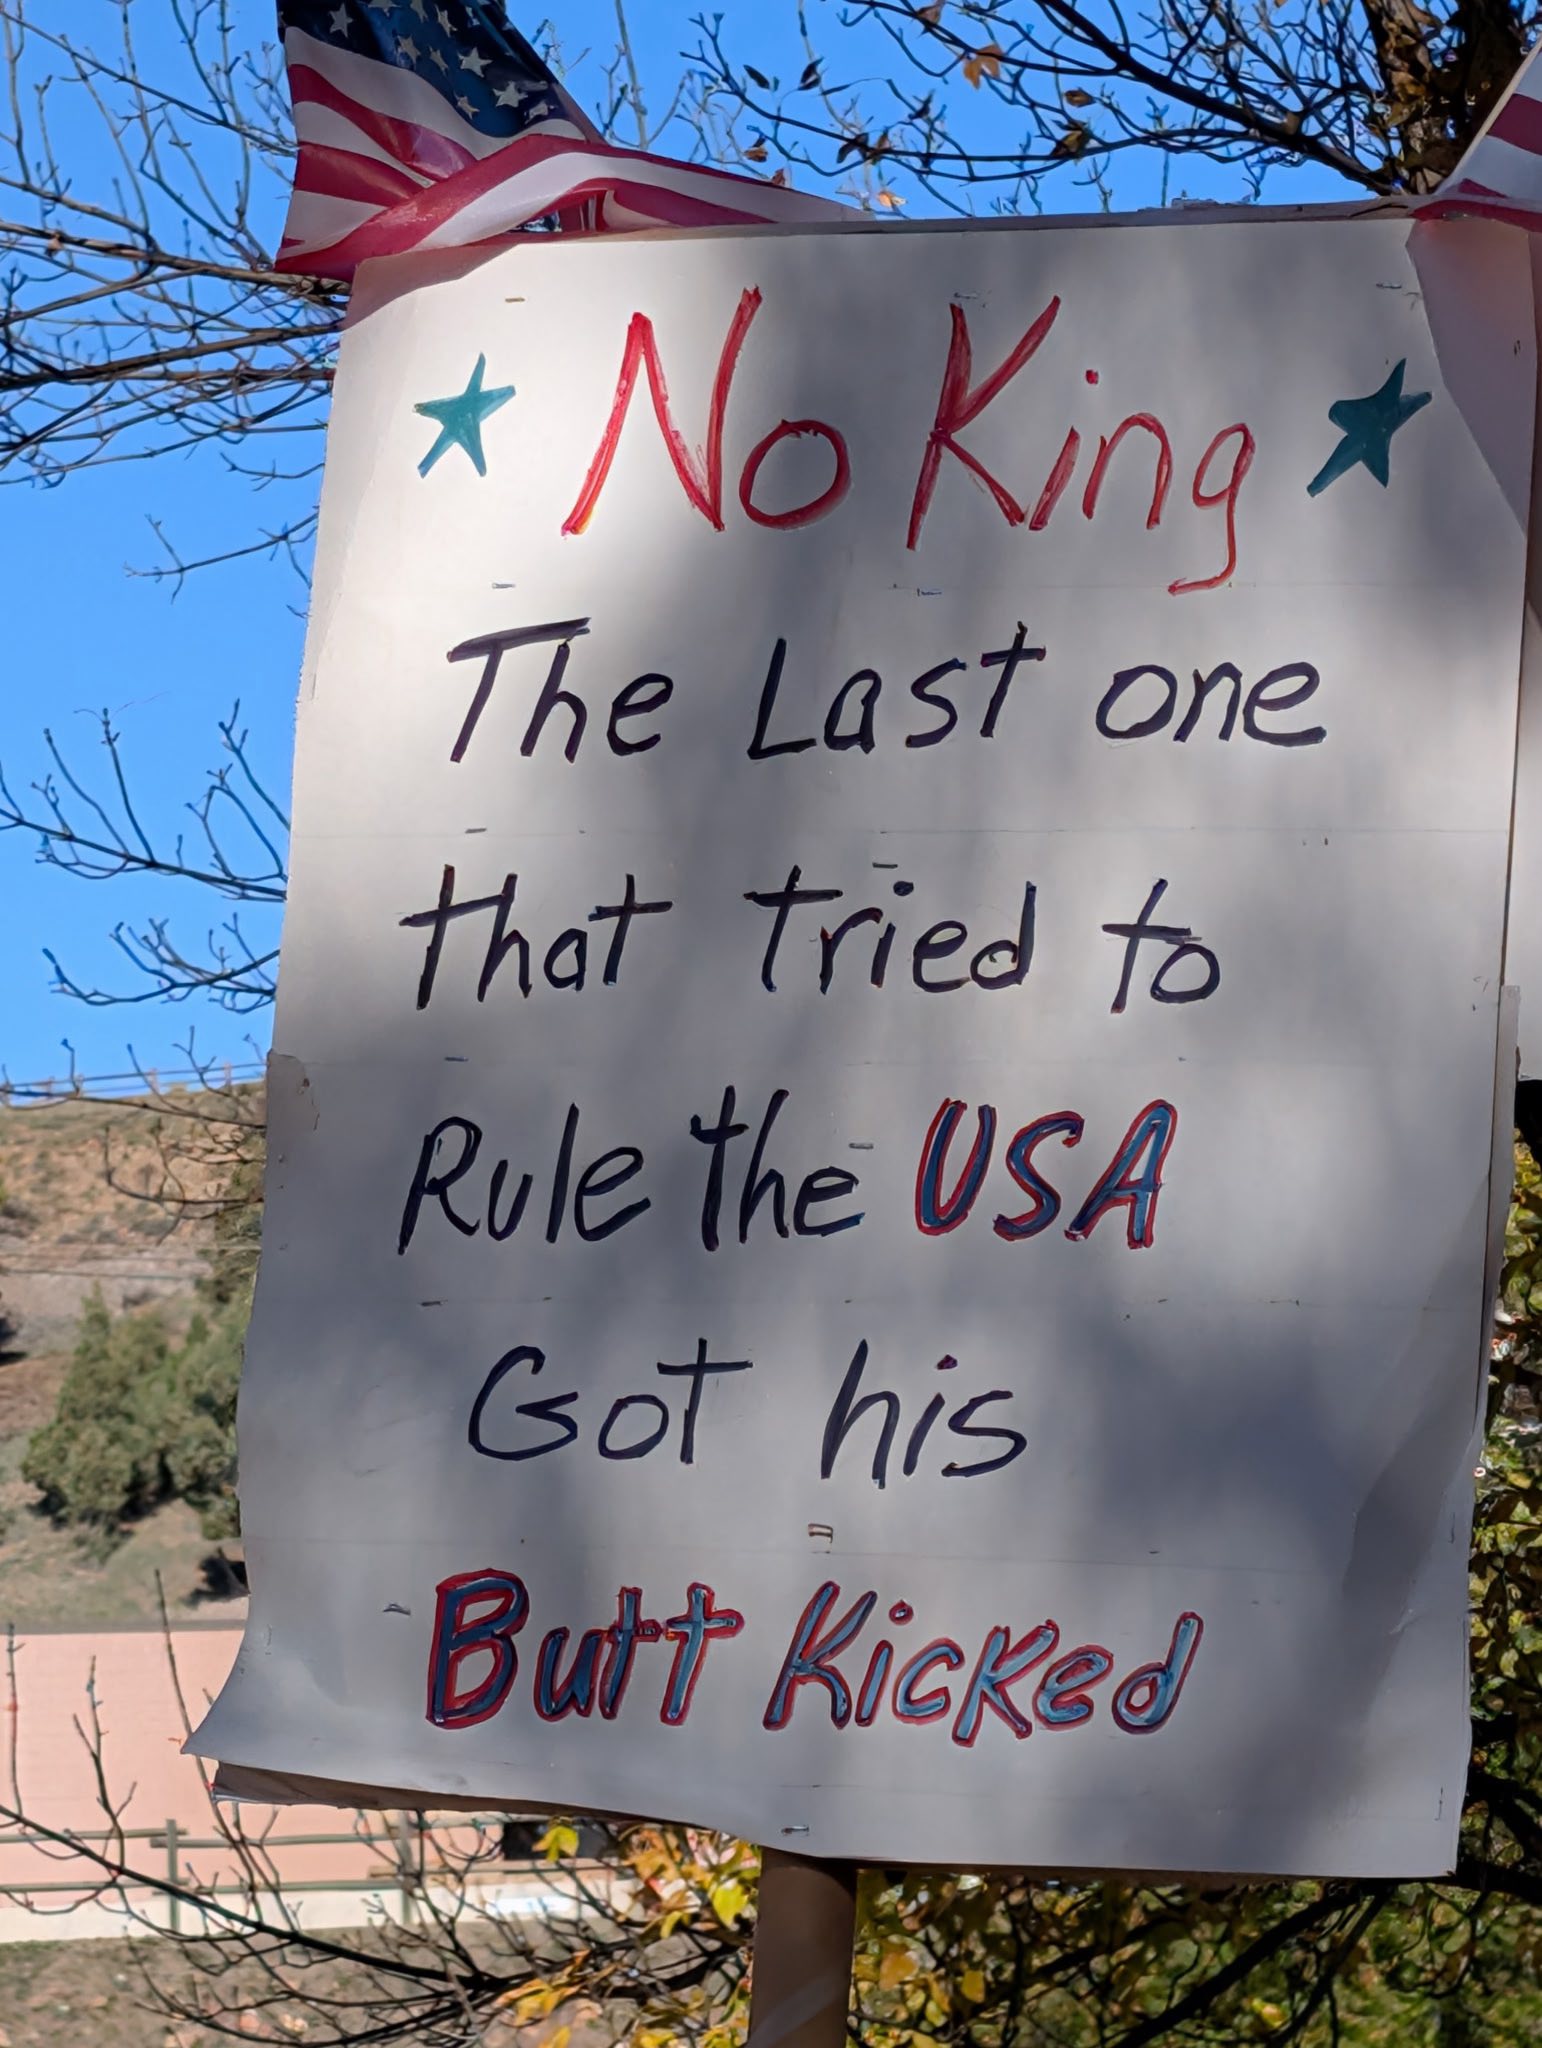 No King
The Last one
that tried to
Rule the USA
Got his
Butt Kicked